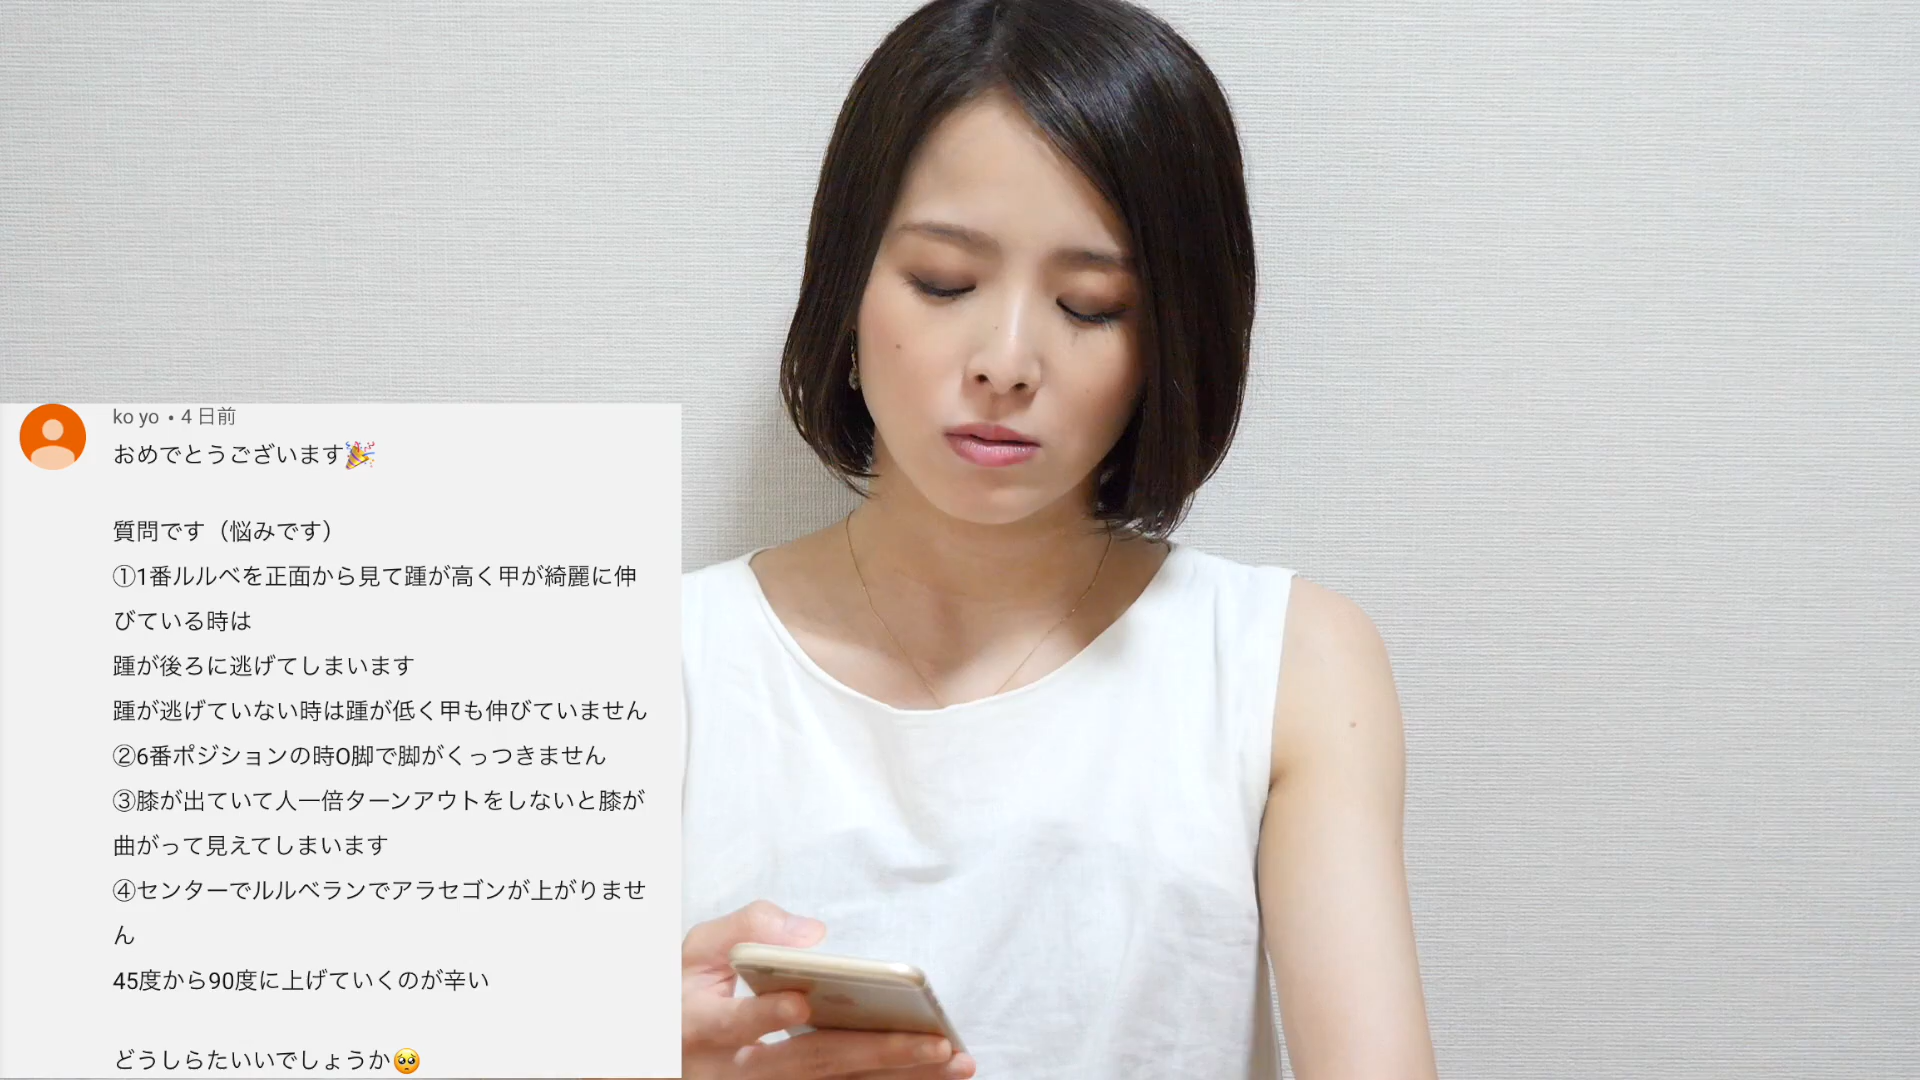 ko yo • 4 日前
おめでとうございます🎉
質問です（悩みです）
①1番ルルベを正面から見て踵が高く甲が綺麗に伸
びている時は
踵が後ろに逃げてしまいます
踵が逃げていない時は踵が低く甲も伸びていません
②6番ポジションの時O脚で脚がくっつきません
③膝が出ていて人一倍ターンアウトをしないと膝が
曲がって見えてしまいます
④センターでルルベランでアラセゴンが上がりませ
ん
45度から90度に上げていくのが辛い
どうしらたいいでしょうか🥺